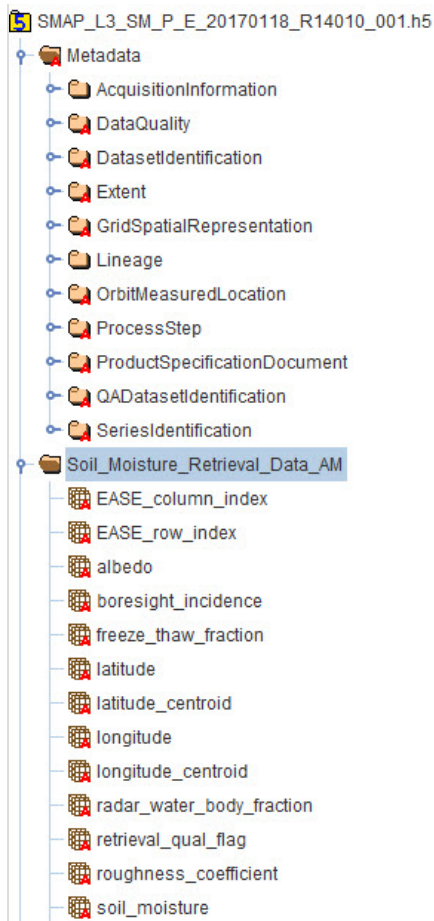 SMAP_L3_SM_P_E_20170118_R14010_001.h5
Metadata
AcquisitionInformation
DataQuality
DatasetIdentification
Extent
GridSpatialRepresentation
Lineage
OrbitMeasuredLocation
ProcessStep
ProductSpecificationDocument
QADatasetIdentification
SeriesIdentification
Soil_Moisture_Retrieval_Data_AM
EASE_column_index
EASE_row_index
albedo
boresight_incidence
freeze_thaw_fraction
latitude
latitude_centroid
longitude
longitude_centroid
radar_water_body_fraction
retrieval_qual_flag
roughness_coefficient
soil_moisture